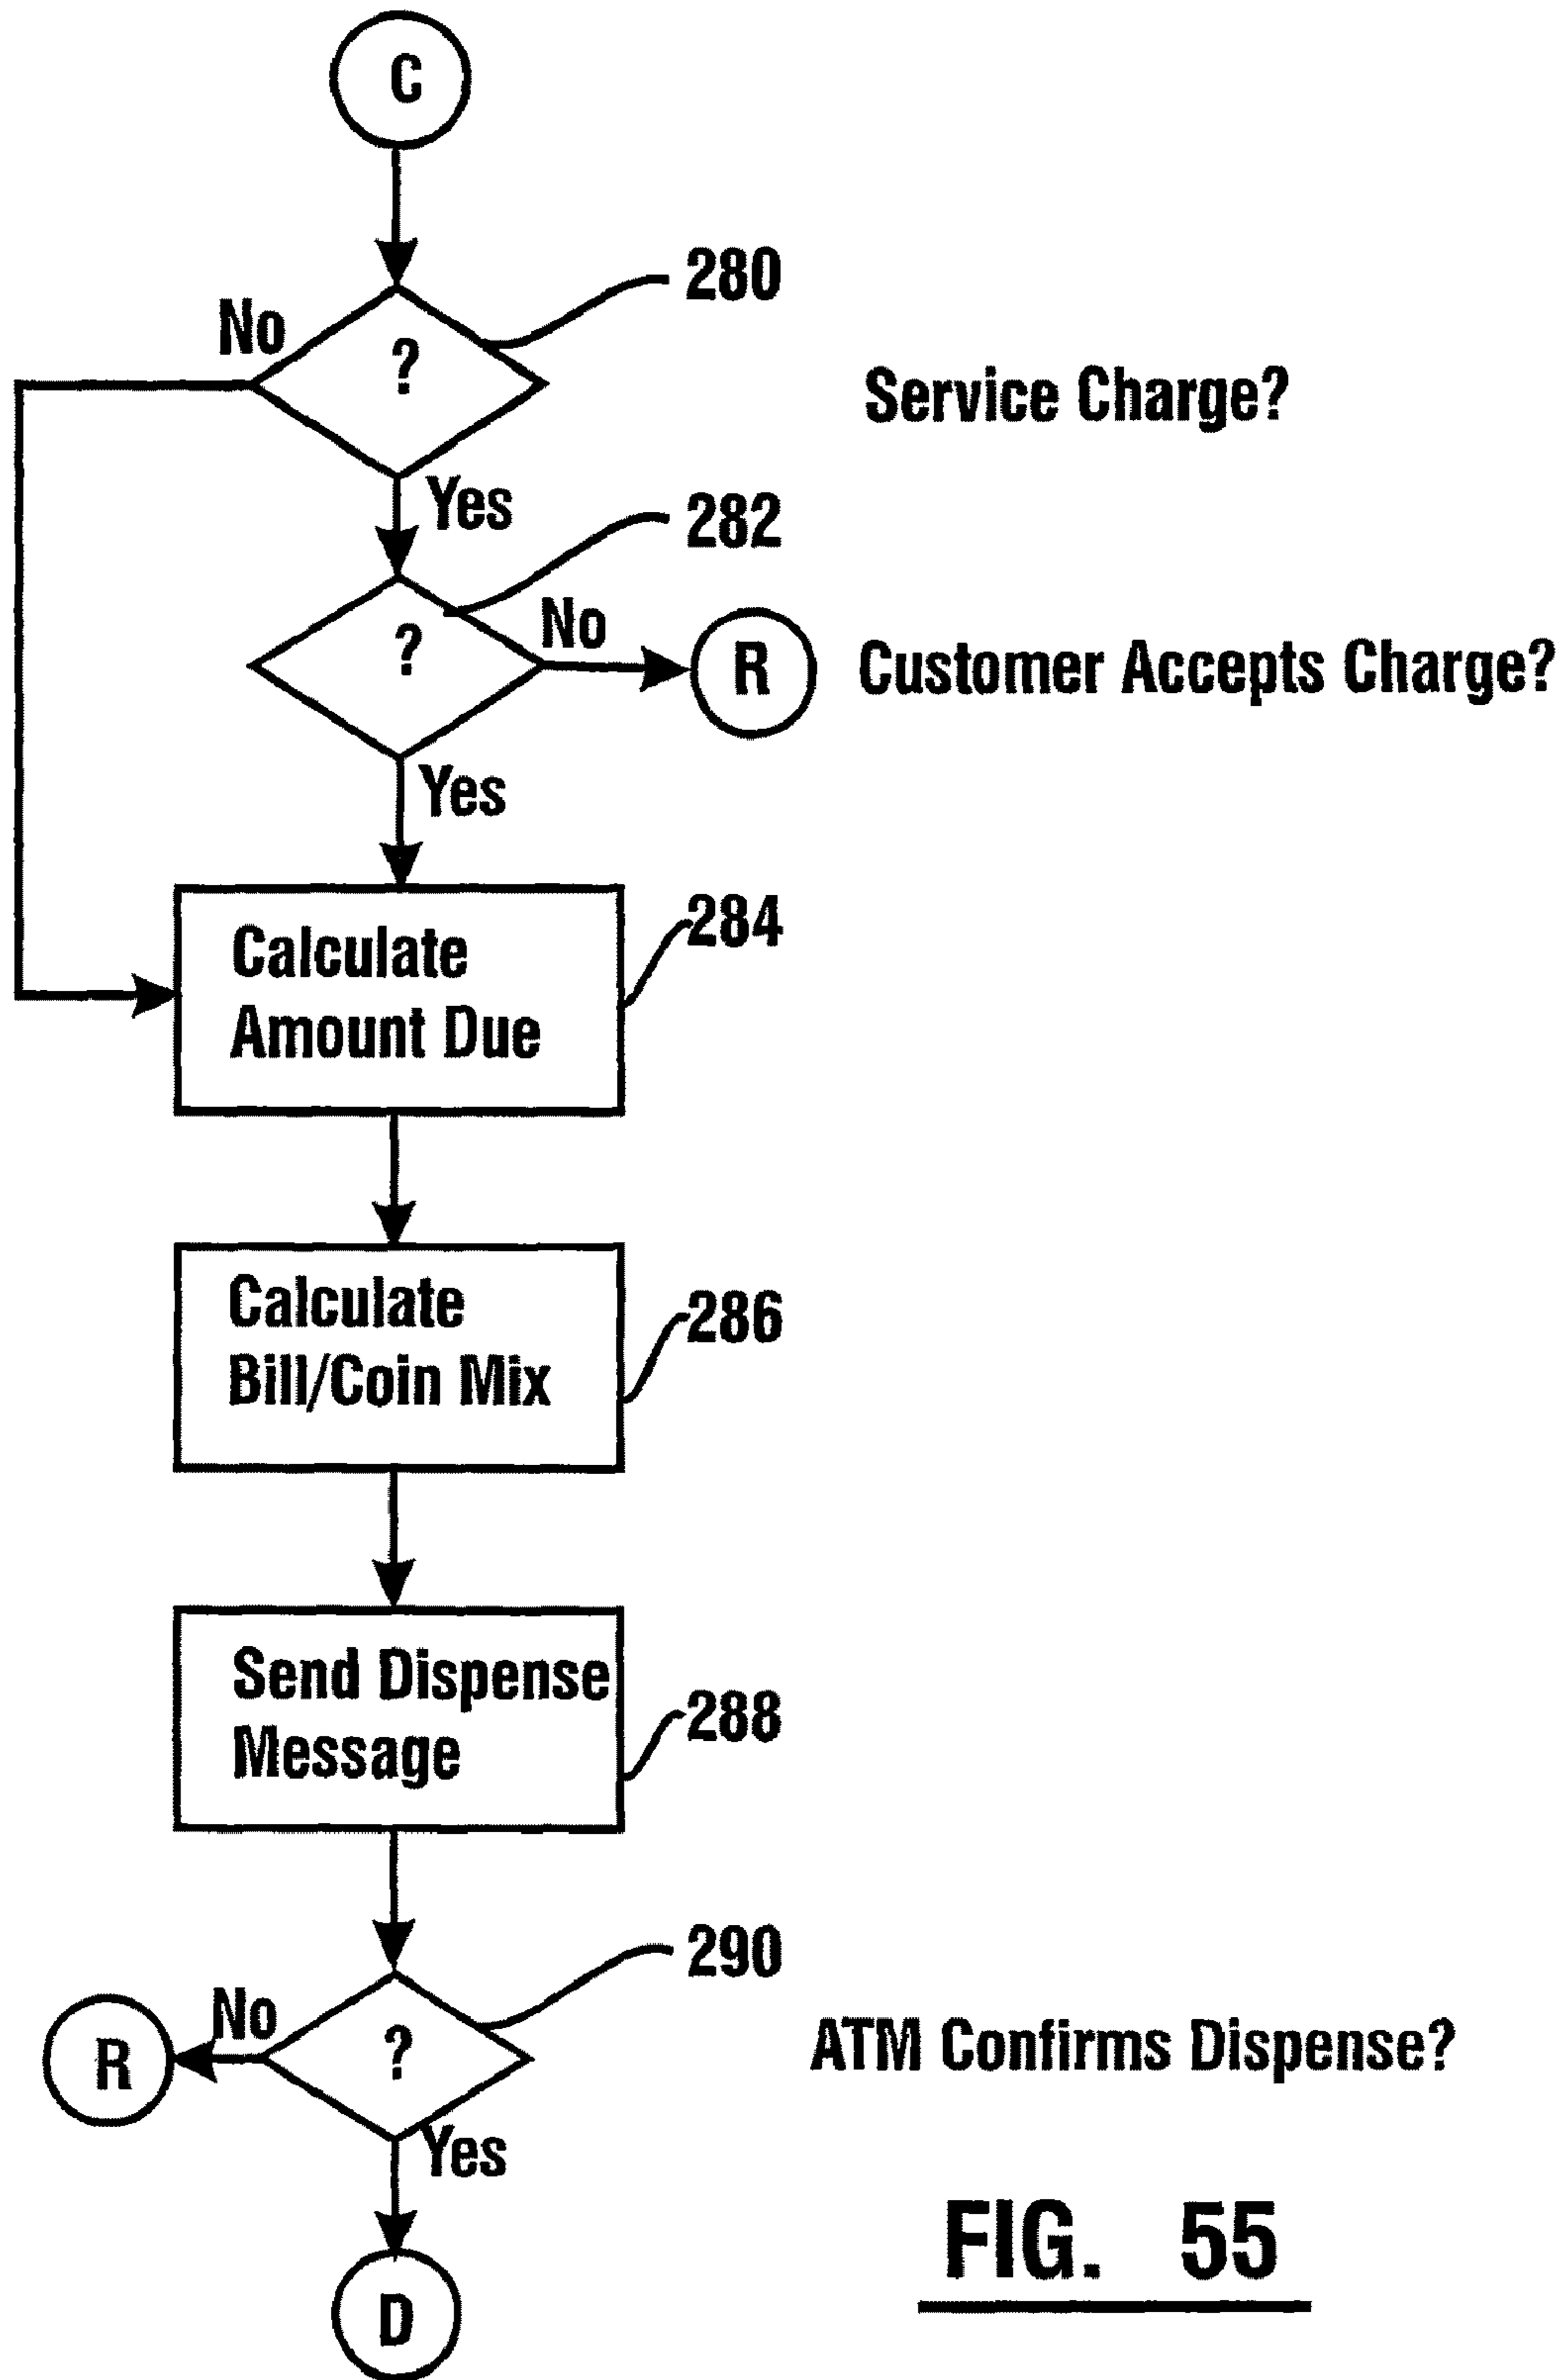 C
280
No
?
Service Charge?
Yes
282
No
?
R
Customer Accepts Charge?
Yes
284
Calculate
Amount Due
Calculate
Bill/Coin Mix
286
Send Dispense
Message
288
290
No
?
R
ATM Confirms Dispense?
Yes
D
FIG. 55